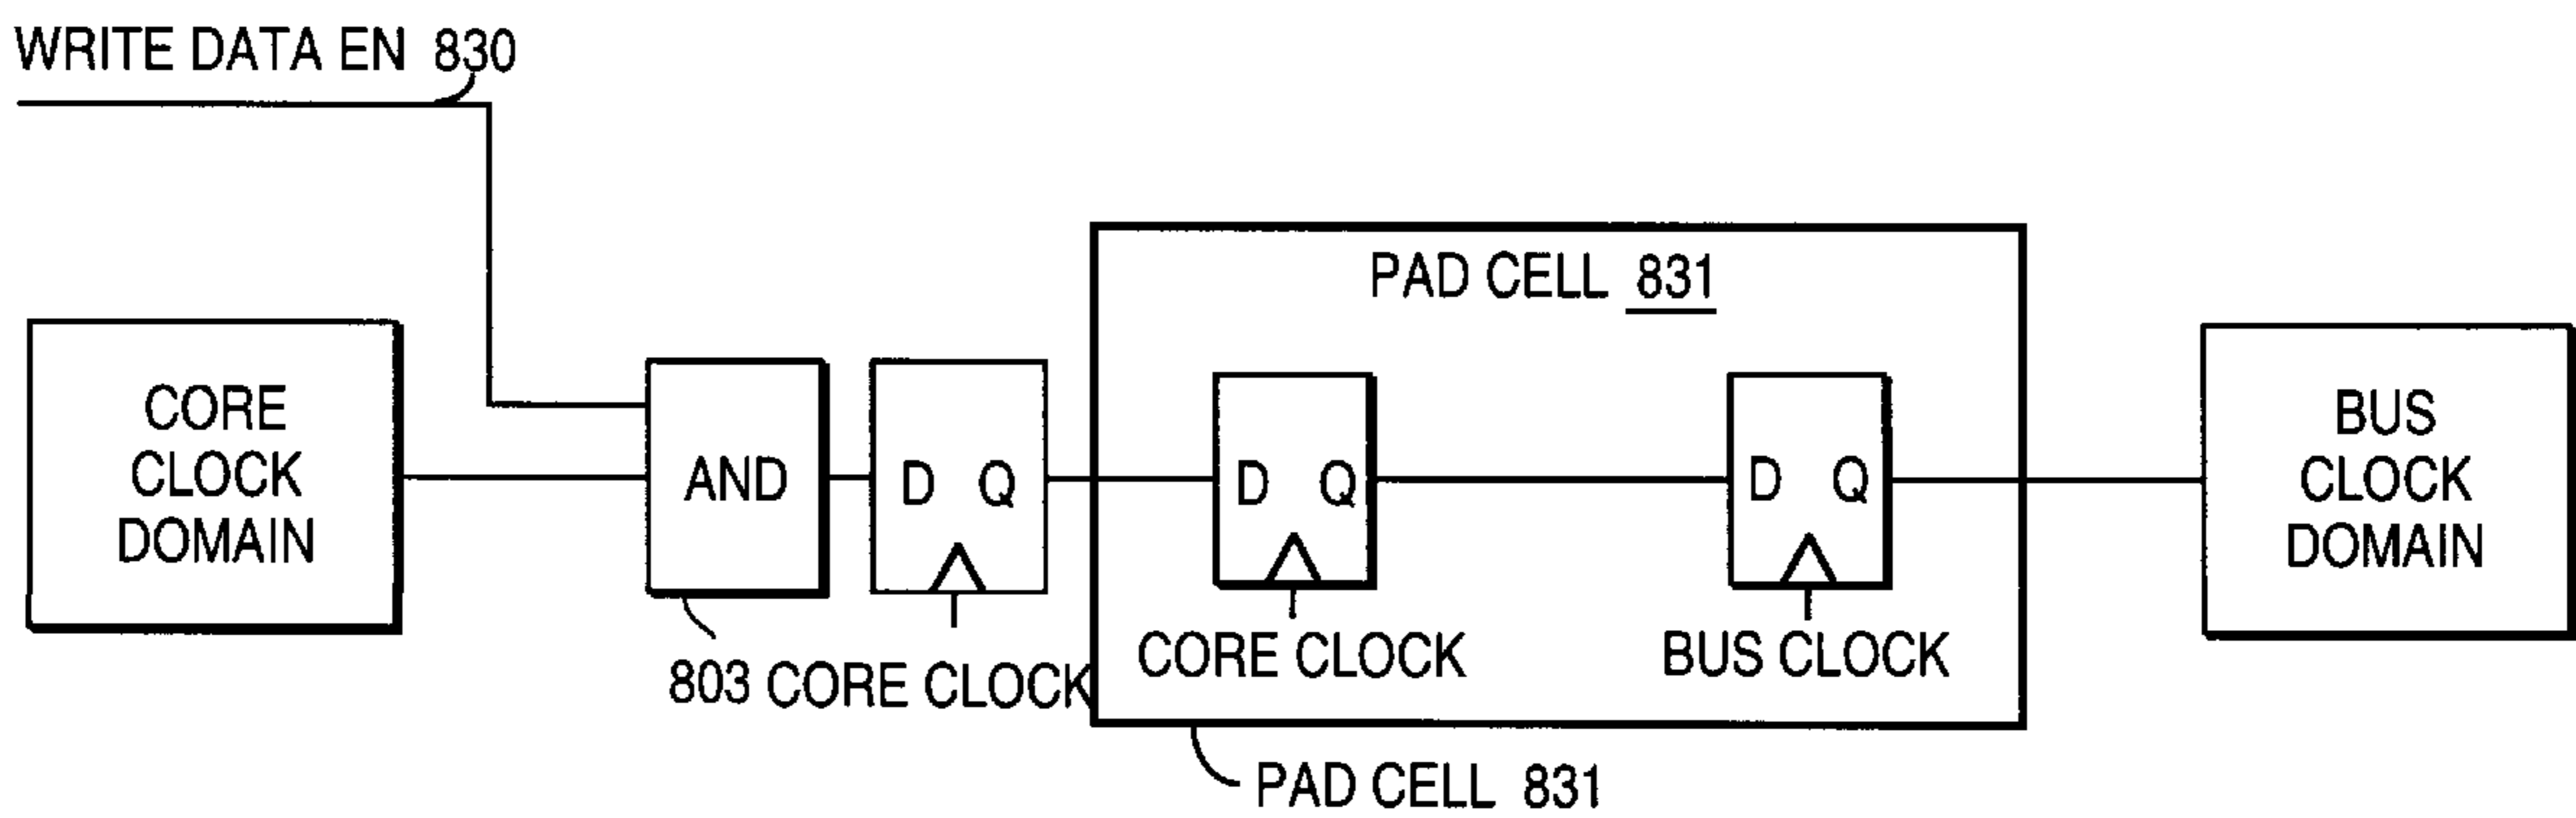 WRITE DATA EN 830
PAD CELL 831
CORE
CLOCK
DOMAIN
AND
D Q
D Q
D Q
BUS
CLOCK
DOMAIN
803
CORE CLOCK
CORE CLOCK
BUS CLOCK
PAD CELL 831